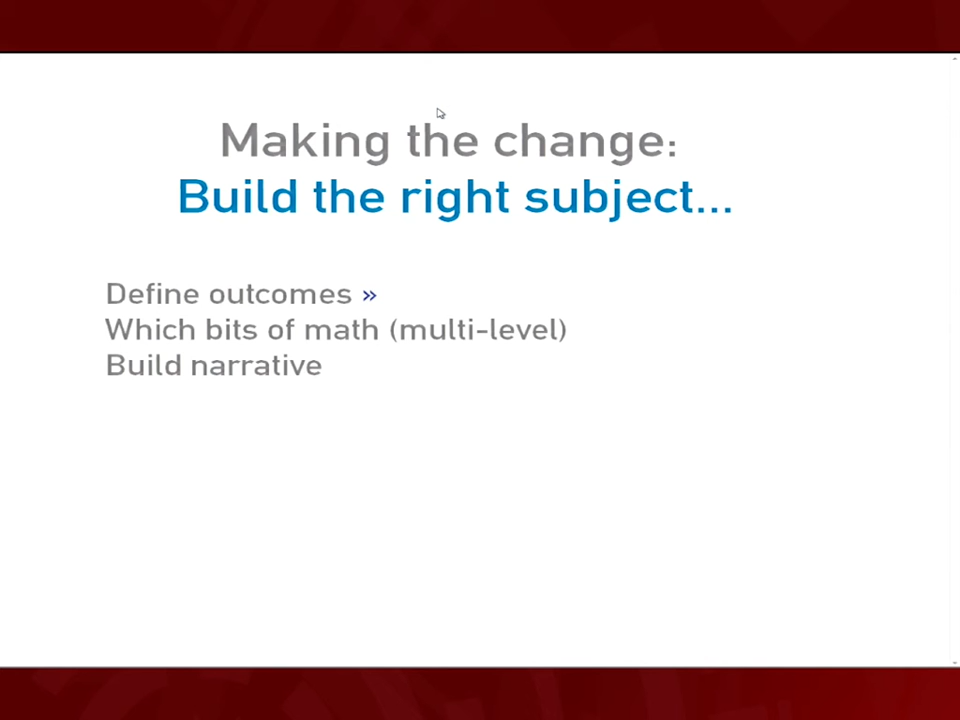 Making the change:
Build the right subject...
Define outcomes »
Which bits of math (multi-level)
Build narrative